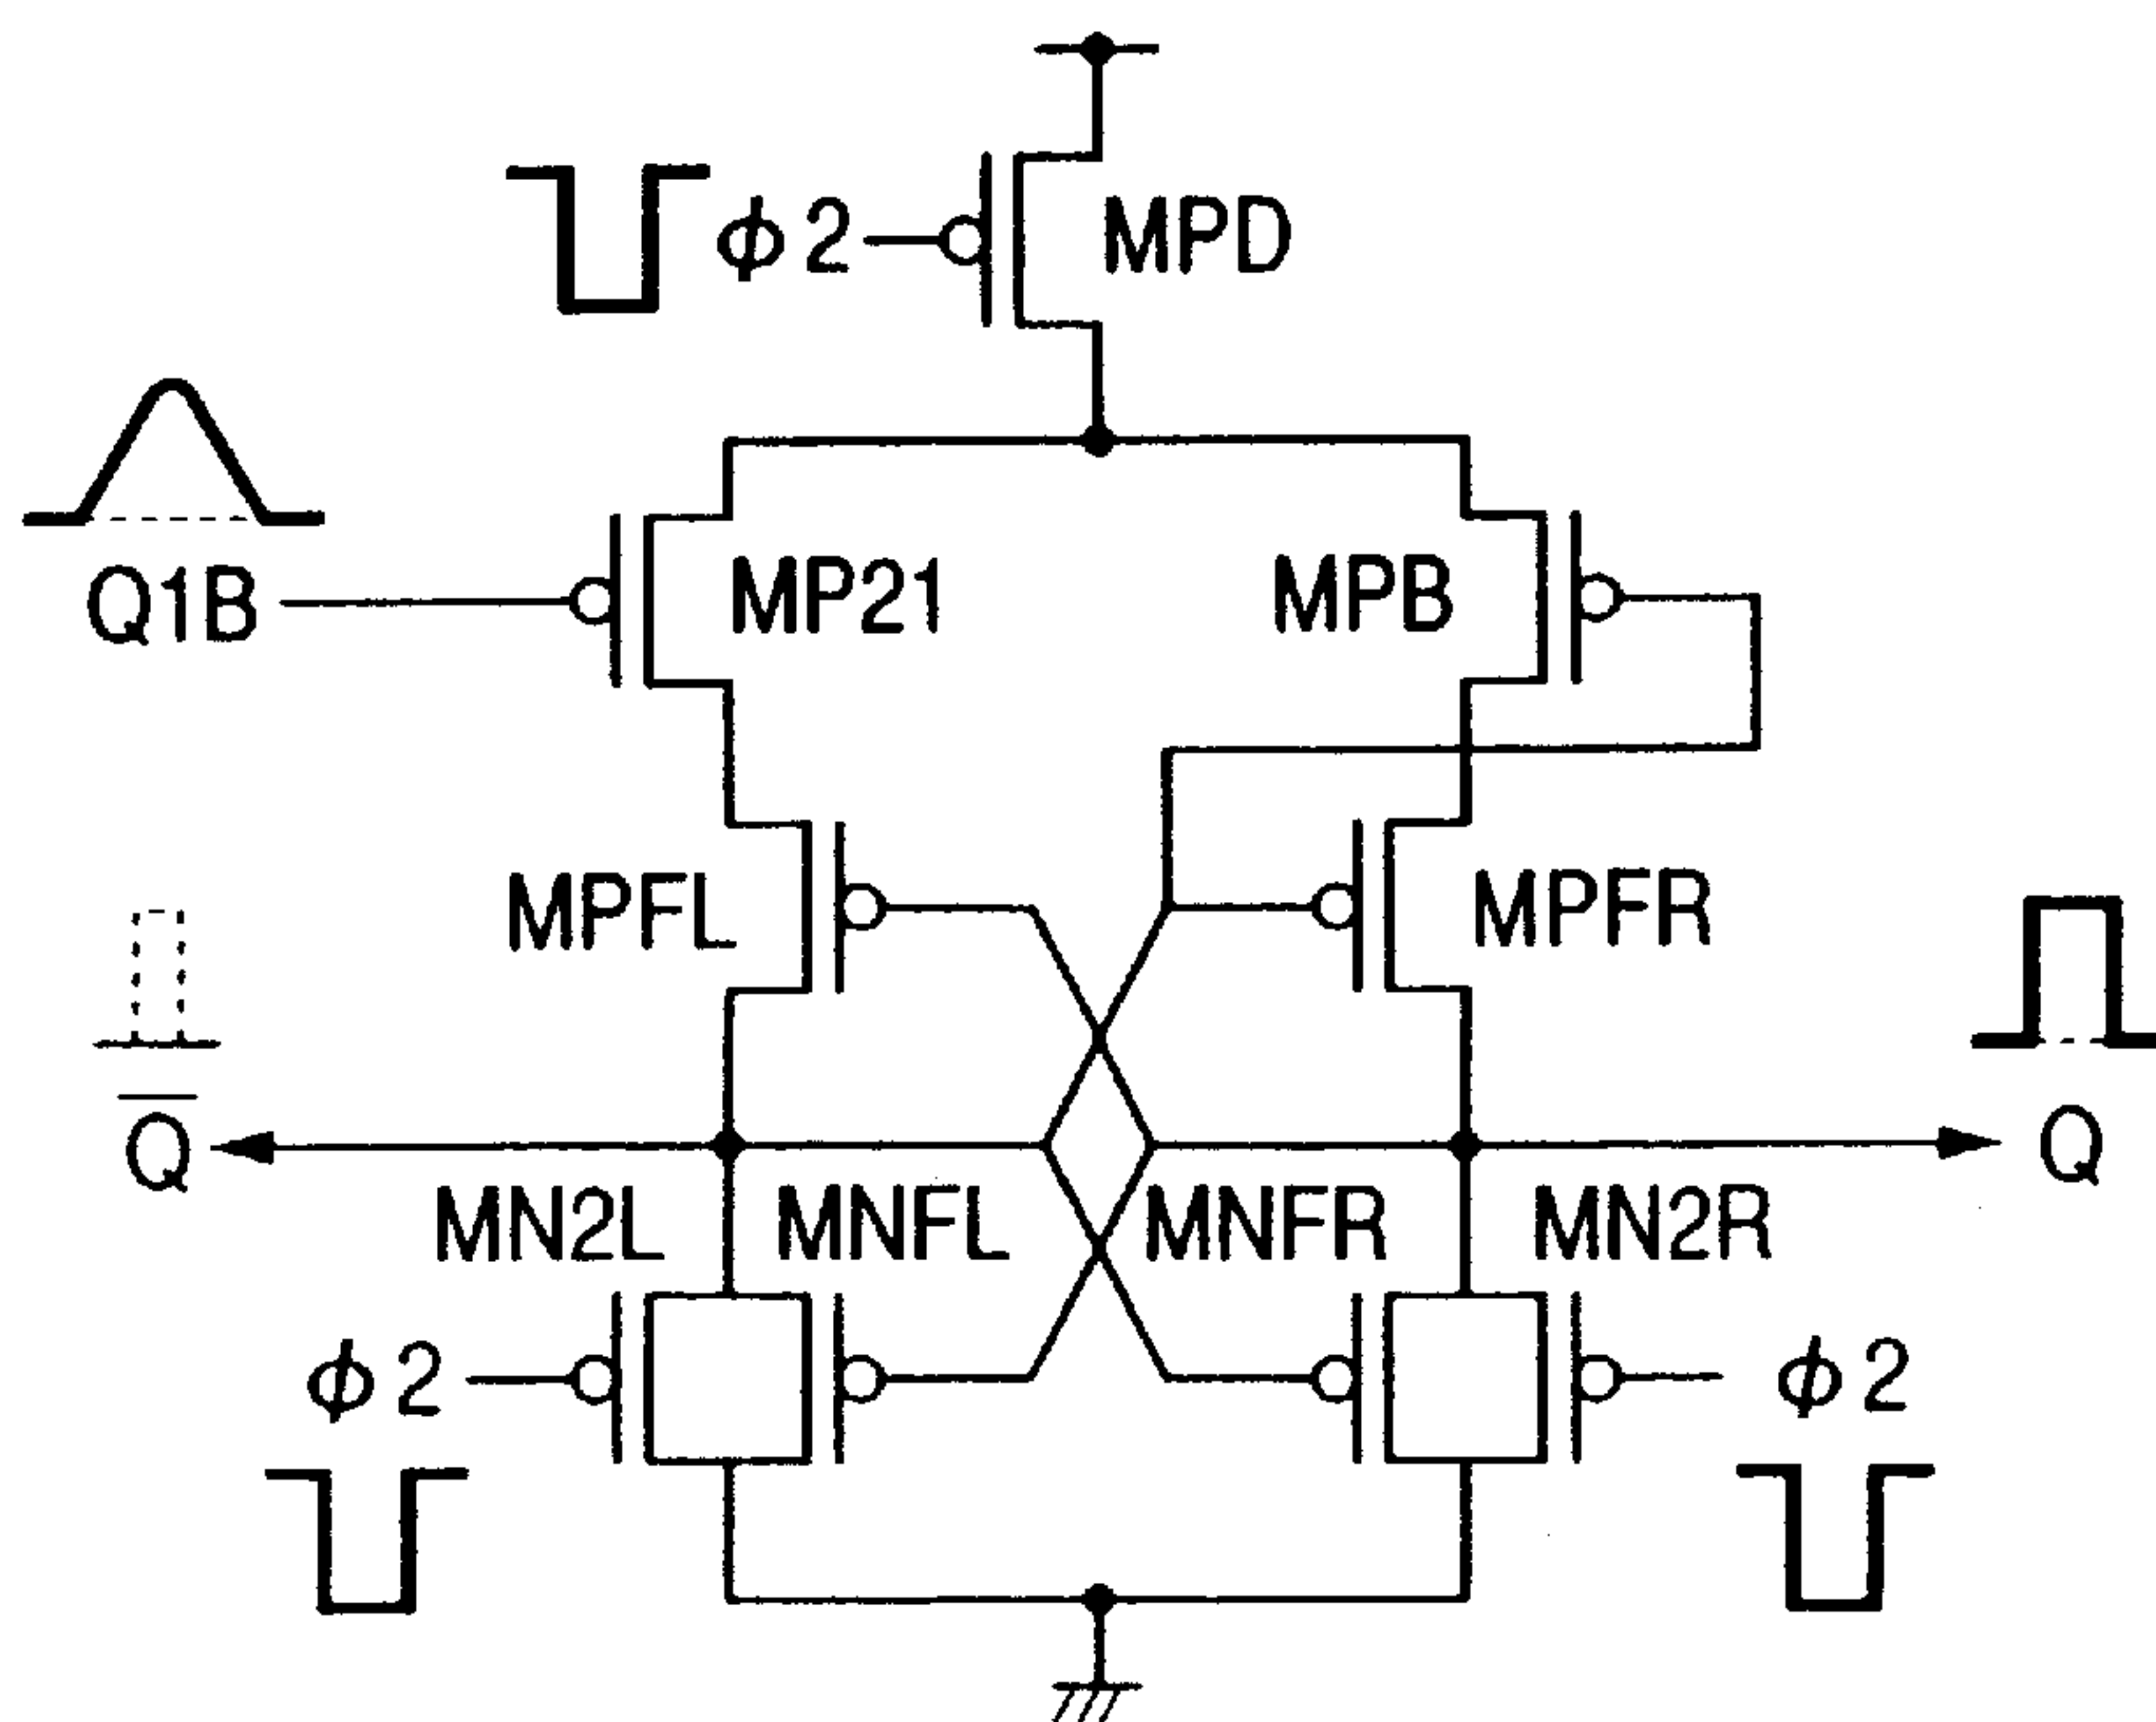 ϕ2
MPD
Q1B
MP21
MPB
MPFL
MPFR
Q̅
Q
MN2L
MNFL
MNFR
MN2R
ϕ2
ϕ2